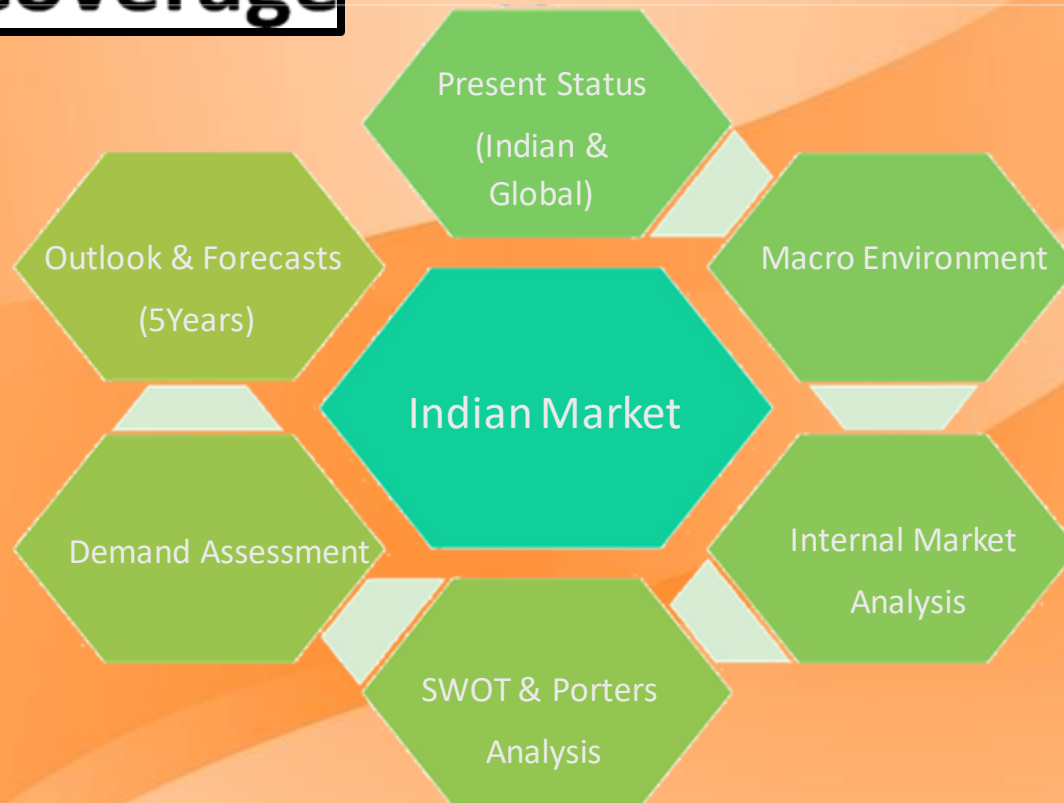 Coverage
Present Status
(Indian &
Global)
Macro Environment
Internal Market
Analysis
SWOT & Porters
Analysis
Demand Assessment
Outlook & Forecasts
(5Years)
Indian Market